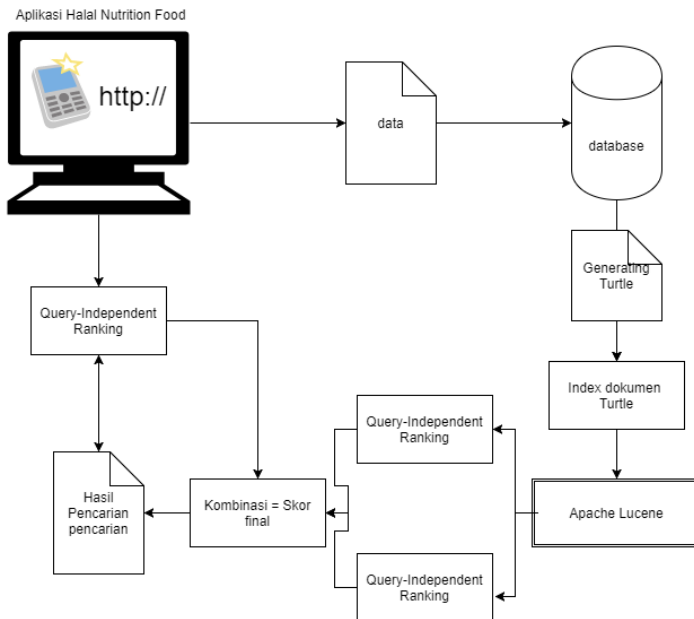 Aplikasi Halal Nutrition Food
http://
data
database
Generating
Turtle
Query-Independent
Ranking
Index dokumen
Turtle
Query-Independent
Ranking
Hasil
Pencarian
pencarian
Kombinasi = Skor
final
Apache Lucene
Query-Independent
Ranking